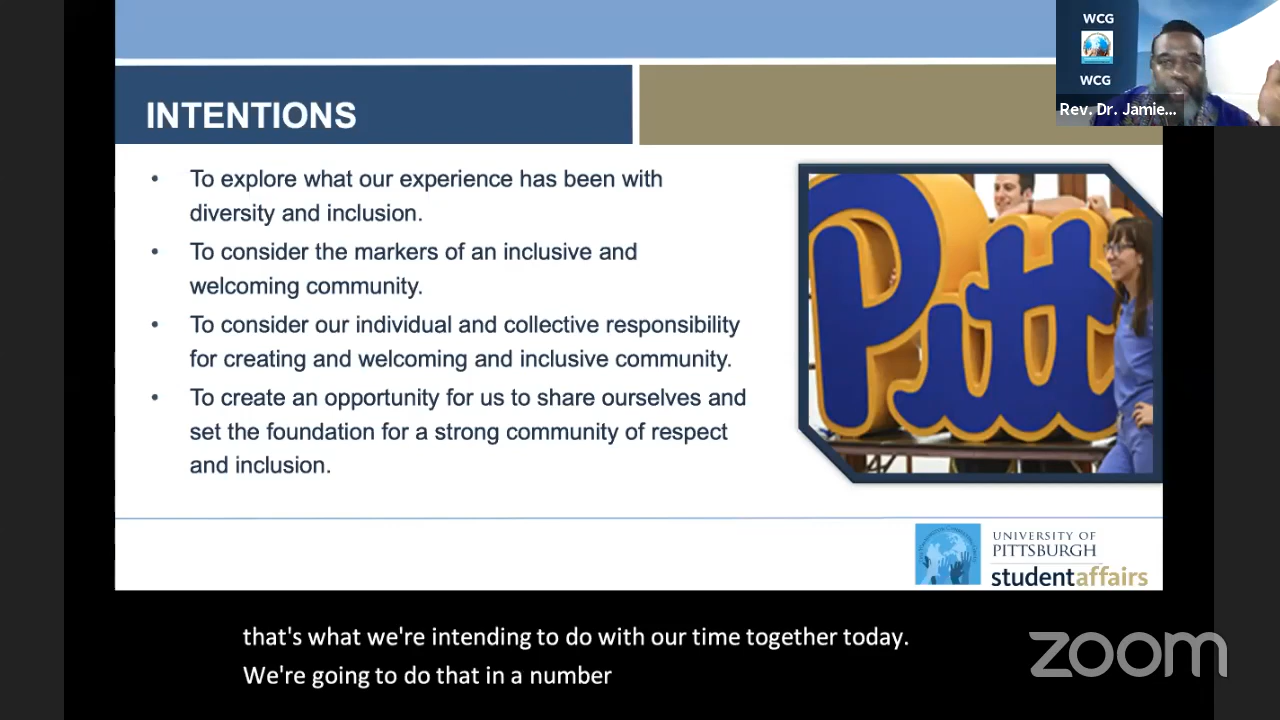 WCG
WCG
Rev. Dr. Jamie...
INTENTIONS
• To explore what our experience has been with
diversity and inclusion.
• To consider the markers of an inclusive and
welcoming community.
• To consider our individual and collective responsibility
for creating and welcoming and inclusive community.
• To create an opportunity for us to share ourselves and
set the foundation for a strong community of respect
and inclusion.
Pitt
UNIVERSITY OF
PITTSBURGH
studentaffairs
that's what we're intending to do with our time together today.
We're going to do that in a number
zoom